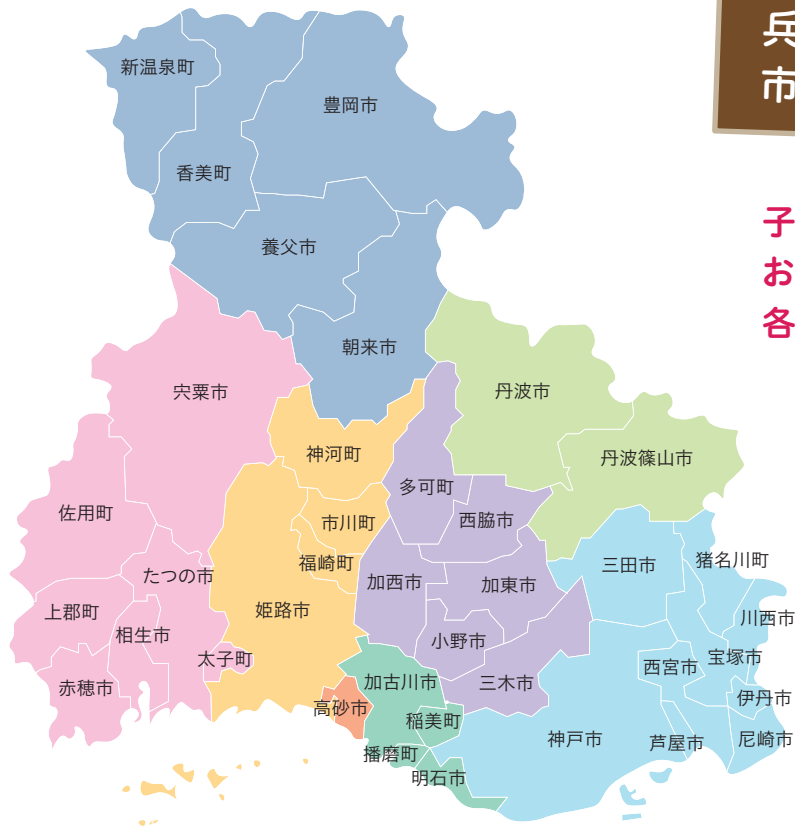 兵
市
子
お
各
新温泉町
豊岡市
香美町
養父市
朝来市
宍粟市
丹波市
神河町
丹波篠山市
多可町
佐用町
市川町
西脇市
福崎町
猪名川町
三田市
たつの市
加西市
加東市
上郡町
姫路市
川西市
相生市
小野市
太子町
西宮市
宝塚市
赤穂市
加古川市
三木市
伊丹市
高砂市
稲美町
神戸市
芦屋市
尼崎市
播磨町
明石市